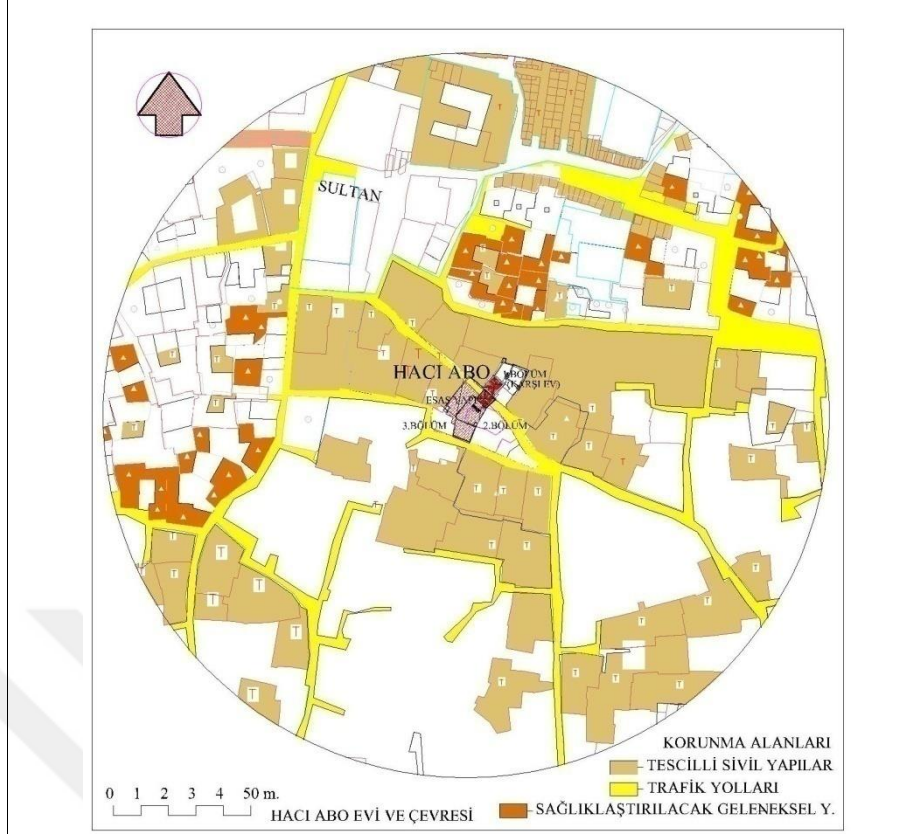 SULTAN
HACI ABO
1.BÖLÜM
(KARŞI EV)
ESAS YAPI
3.BÖLÜM
2.BÖLÜM
KORUNMA ALANLARI
TESCİLLİ SİVİL YAPILAR
TRAFİK YOLLARI
SAĞLIKLAŞTIRILACAK GELENEKSEL Y.
0 1 2 3 4 50 m.
HACI ABO EVİ VE ÇEVRESİ